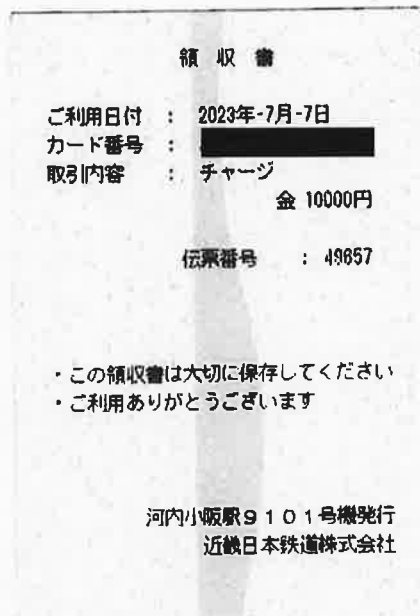 領 収 書
ご利用日付 : 2023年-7月-7日
カード番号 :
取引内容 : チャージ
金 10000円
伝票番号 : 49657
・この領収書は大切に保存してください
・ご利用ありがとうございます
河内小阪駅9101号機発行
近畿日本鉄道株式会社